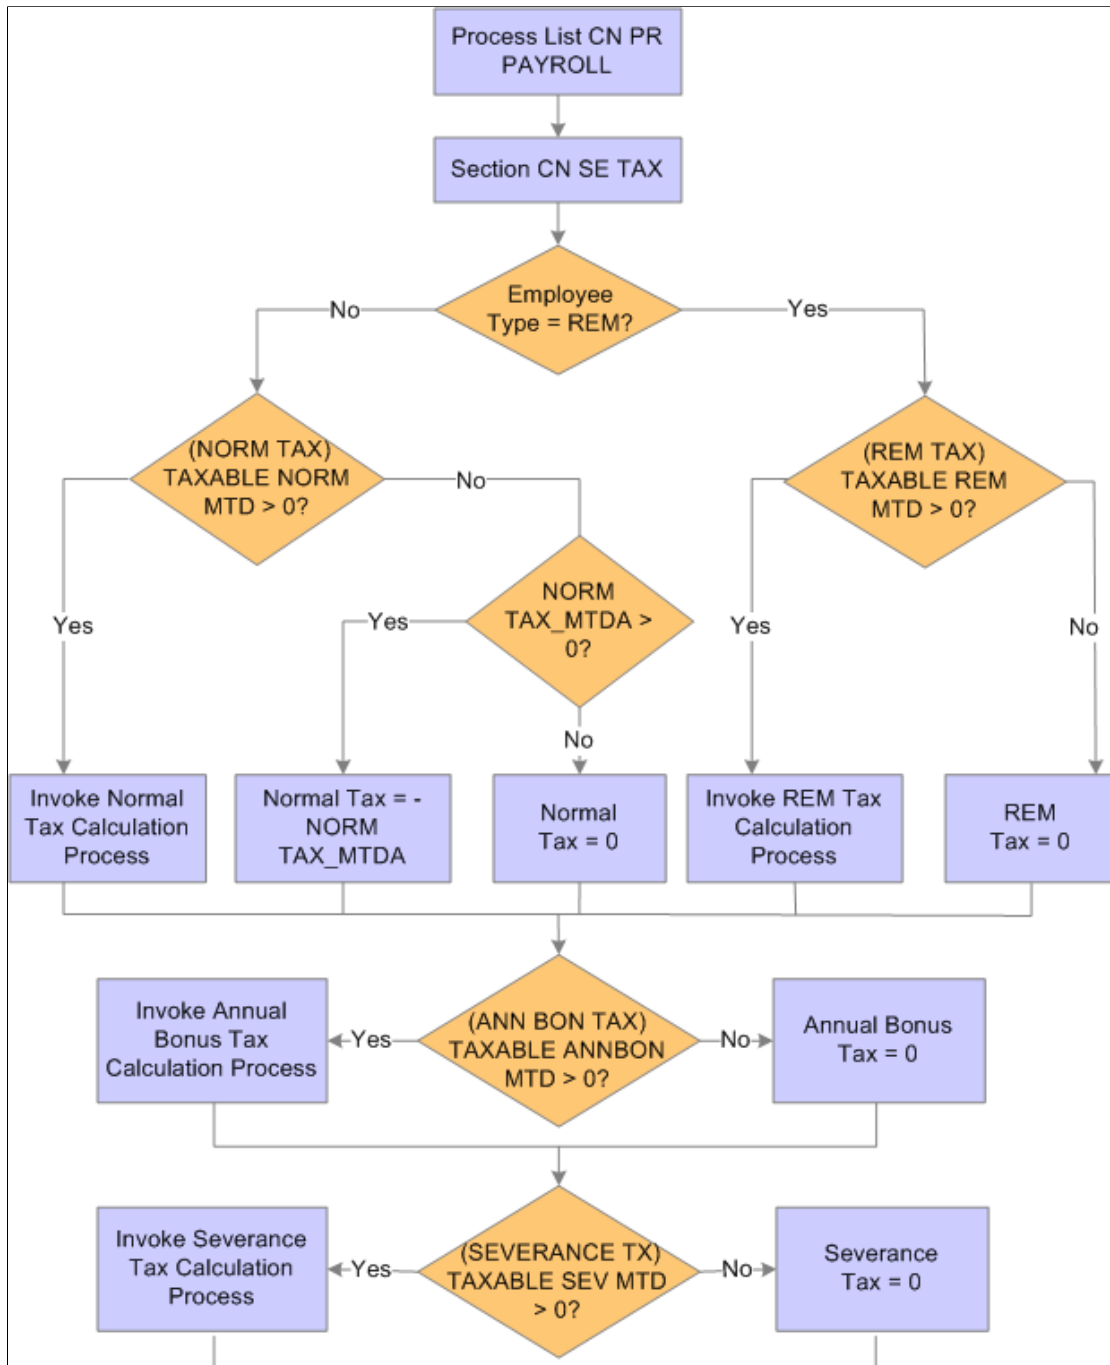 Process List CN PR
PAYROLL
Section CN SE TAX
Employee
Type = REM?
No
Yes
(NORM TAX)
TAXABLE NORM
MTD > 0?
No
(REM TAX)
TAXABLE REM
MTD > 0?
NORM
TAX_MTDA >
0?
Yes
Yes
Yes
No
No
Invoke Normal
Tax Calculation
Process
Normal Tax = -
NORM
TAX_MTDA
Normal
Tax = 0
Invoke REM Tax
Calculation
Process
REM
Tax = 0
Invoke Annual
Bonus Tax
Calculation Process
Yes
(ANN BON TAX)
TAXABLE ANNBON
MTD > 0?
No
Annual Bonus
Tax = 0
Invoke Severance
Tax Calculation
Process
Yes
(SEVERANCE TX)
TAXABLE SEV MTD
> 0?
No
Severance
Tax = 0